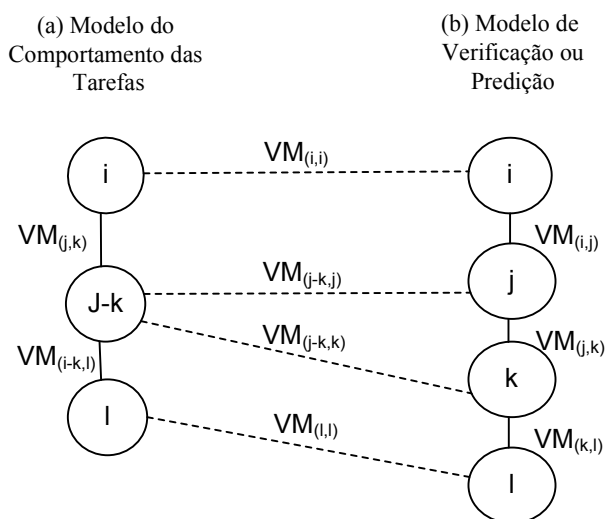 (a) Modelo do
Comportamento das
Tarefas
(b) Modelo de
Verificação ou
Predição
i
VM(i,i)
i
VM(j,k)
VM(i,j)
J-k
VM(j-k,j)
j
VM(j-k,k)
VM(j,k)
VM(i-k,l)
k
l
VM(l,l)
VM(k,l)
l